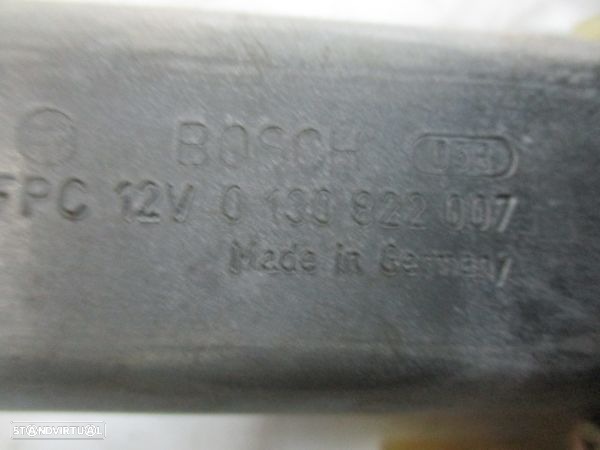 BOSCH
FPC 12V 0 130 822 007
Made in Germany
STANDVIRTUAL